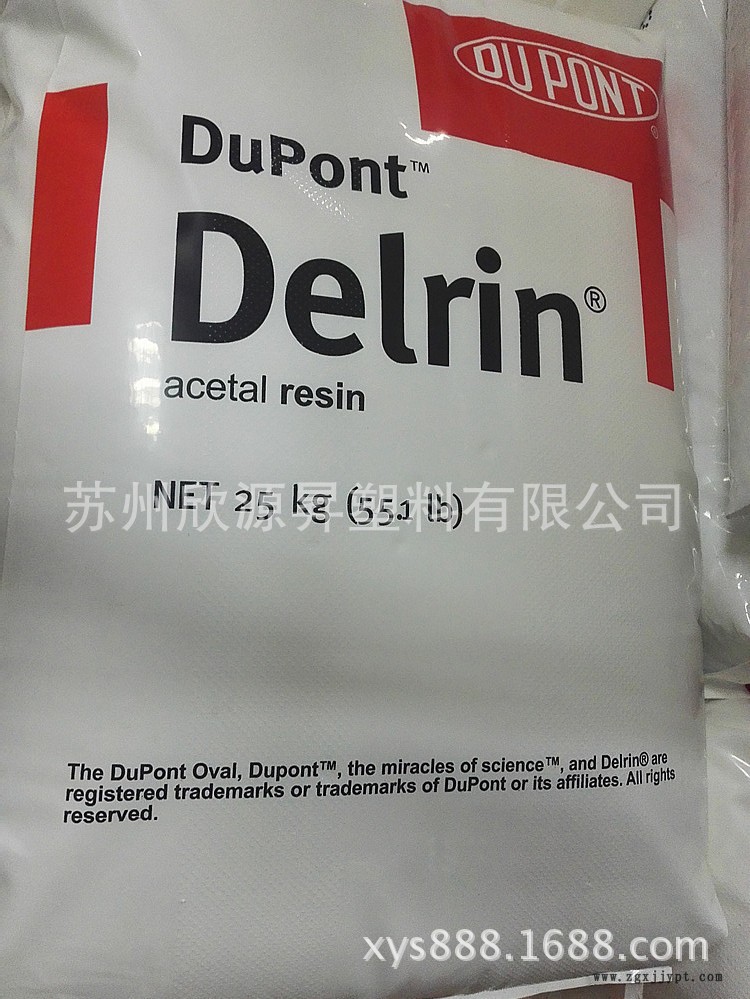 DU PONT
®
DuPont™
Delrin®
acetal resin
NET 25 kg (55.1 lb)
苏州欣源昇塑料有限公司
The DuPont Oval, Dupont™, the miracles of science™, and Delrin® are
registered trademarks or trademarks of DuPont or its affiliates. All rights
reserved.
xys888.1688.com
www.zgxjjypt.com